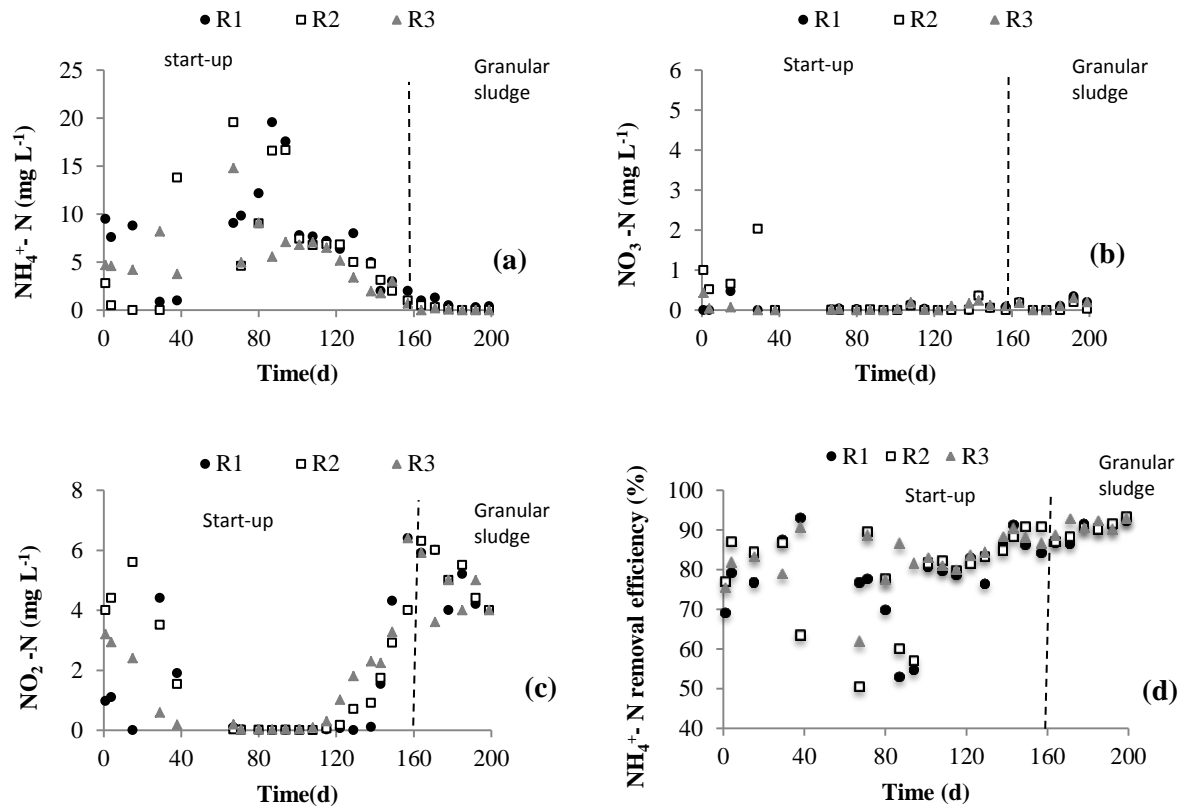 R1 R2 R3
start-up
Granular
sludge
25
20
15
10
5
0
0 40 80 120 160 200
NH₄⁺- N (mg L⁻¹)
Time(d)
(a)
R1 R2 R3
Start-up
Granular
sludge
6
5
4
3
2
1
0
0 40 80 120 160 200
NO₃ -N (mg L⁻¹)
Time(d)
(b)
R1 R2 R3
Start-up
Granular
sludge
8
6
4
2
0
0 40 80 120 160 200
NO₂ -N (mg L⁻¹)
Time(d)
(c)
R1 R2 R3
Start-up
Granular
sludge
100
90
80
70
60
50
40
0 40 80 120 160 200
NH₄⁺- N removal efficiency (%)
Time (d)
(d)